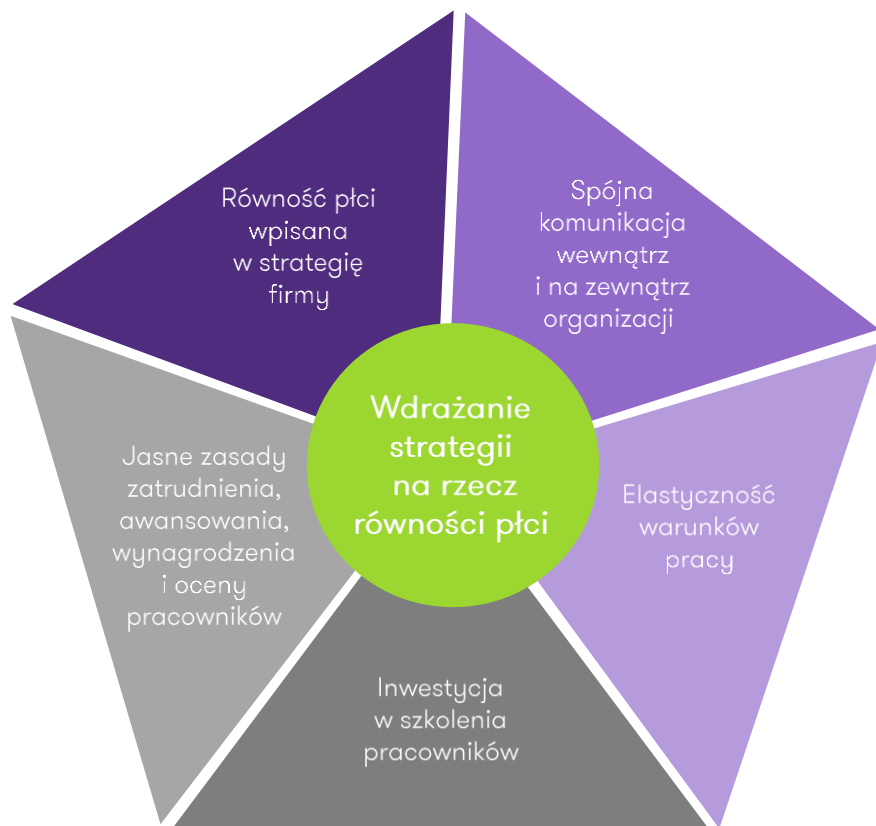 Równość płci
wpisana
w strategię
firmy
Spójna
komunikacja
wewnątrz
i na zewnątrz
organizacji
Wdrażanie
strategii
na rzecz
równości płci
Jasne zasady
zatrudnienia,
awansowania,
wynagrodzenia
i oceny
pracowników
Elastyczność
warunków
pracy
Inwestycja
w szkolenia
pracowników